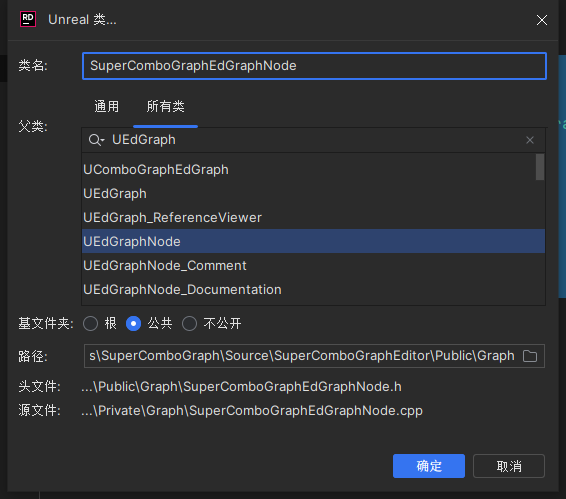 RD
Unreal 类...
类名:
SuperComboGraphEdGraphNode
通用 所有类
父类:
UEdGraph
UComboGraphEdGraph
UEdGraph
UEdGraph_ReferenceViewer
UEdGraphNode
UEdGraphNode_Comment
UEdGraphNode_Documentation
基文件夹: 根 公共 不公开
路径: s\SuperComboGraph\Source\SuperComboGraphEditor\Public\Graph
头文件: ...\Public\Graph\SuperComboGraphEdGraphNode.h
源文件: ...\Private\Graph\SuperComboGraphEdGraphNode.cpp
确定 取消